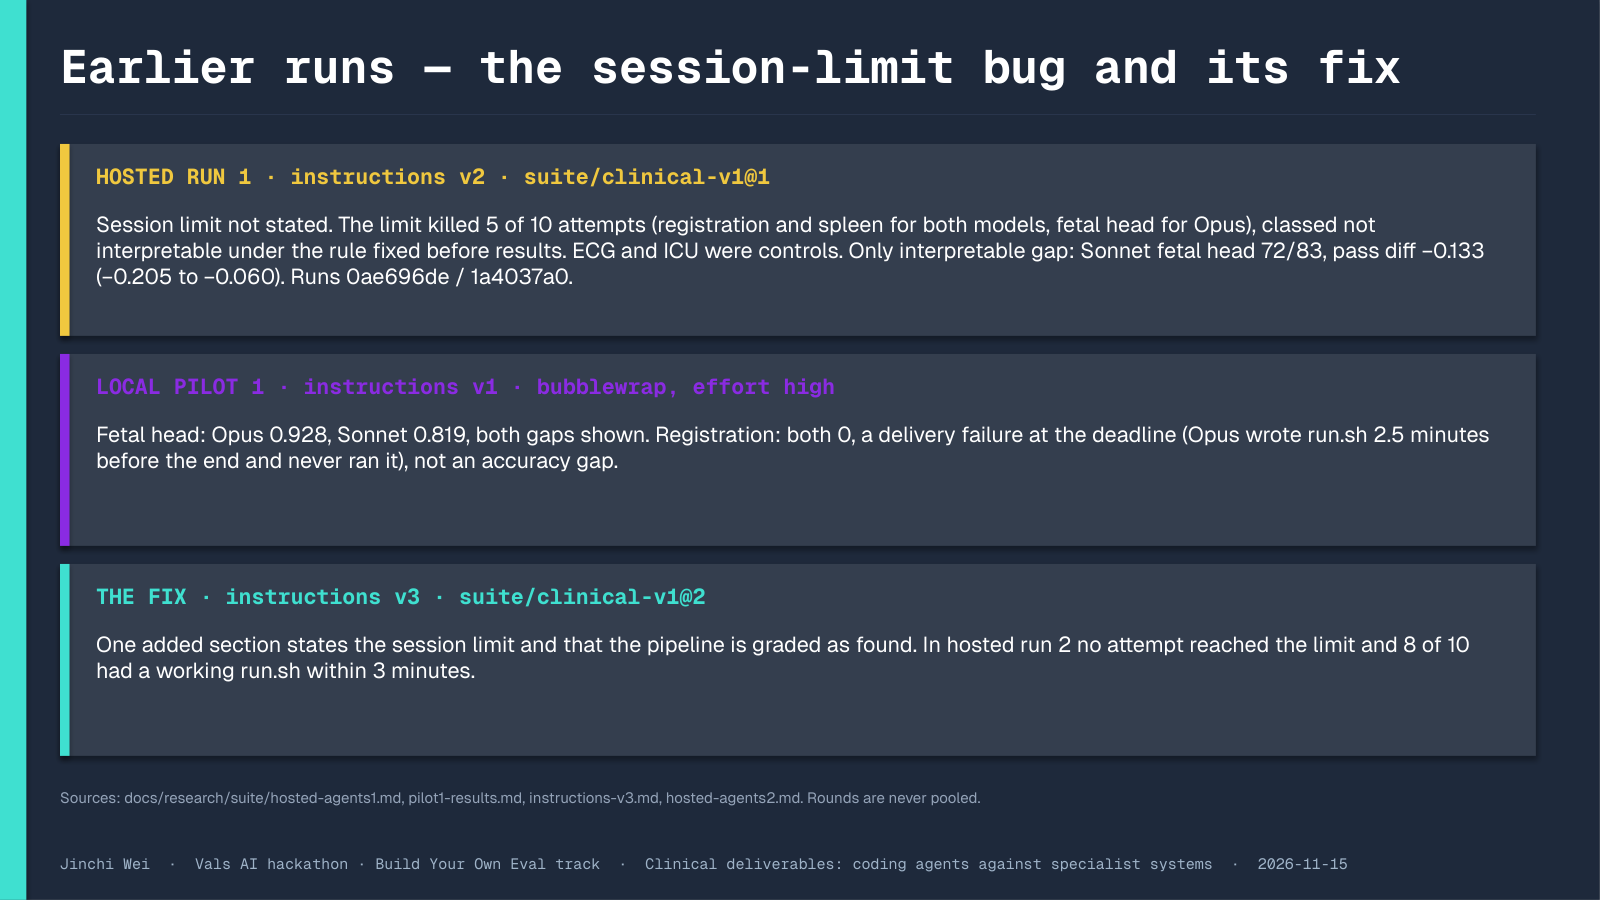 Earlier runs — the session-limit bug and its fix
HOSTED RUN 1 · instructions v2 · suite/clinical-v1@1
Session limit not stated. The limit killed 5 of 10 attempts (registration and spleen for both models, fetal head for Opus), classed not
interpretable under the rule fixed before results. ECG and ICU were controls. Only interpretable gap: Sonnet fetal head 72/83, pass diff −0.133
(−0.205 to −0.060). Runs 0ae696de / 1a4037a0.
LOCAL PILOT 1 · instructions v1 · bubblewrap, effort high
Fetal head: Opus 0.928, Sonnet 0.819, both gaps shown. Registration: both 0, a delivery failure at the deadline (Opus wrote run.sh 2.5 minutes
before the end and never ran it), not an accuracy gap.
THE FIX · instructions v3 · suite/clinical-v1@2
One added section states the session limit and that the pipeline is graded as found. In hosted run 2 no attempt reached the limit and 8 of 10
had a working run.sh within 3 minutes.
Sources: docs/research/suite/hosted-agents1.md, pilot1-results.md, instructions-v3.md, hosted-agents2.md. Rounds are never pooled.
Jinchi Wei · Vals AI hackathon · Build Your Own Eval track · Clinical deliverables: coding agents against specialist systems · 2026-11-15